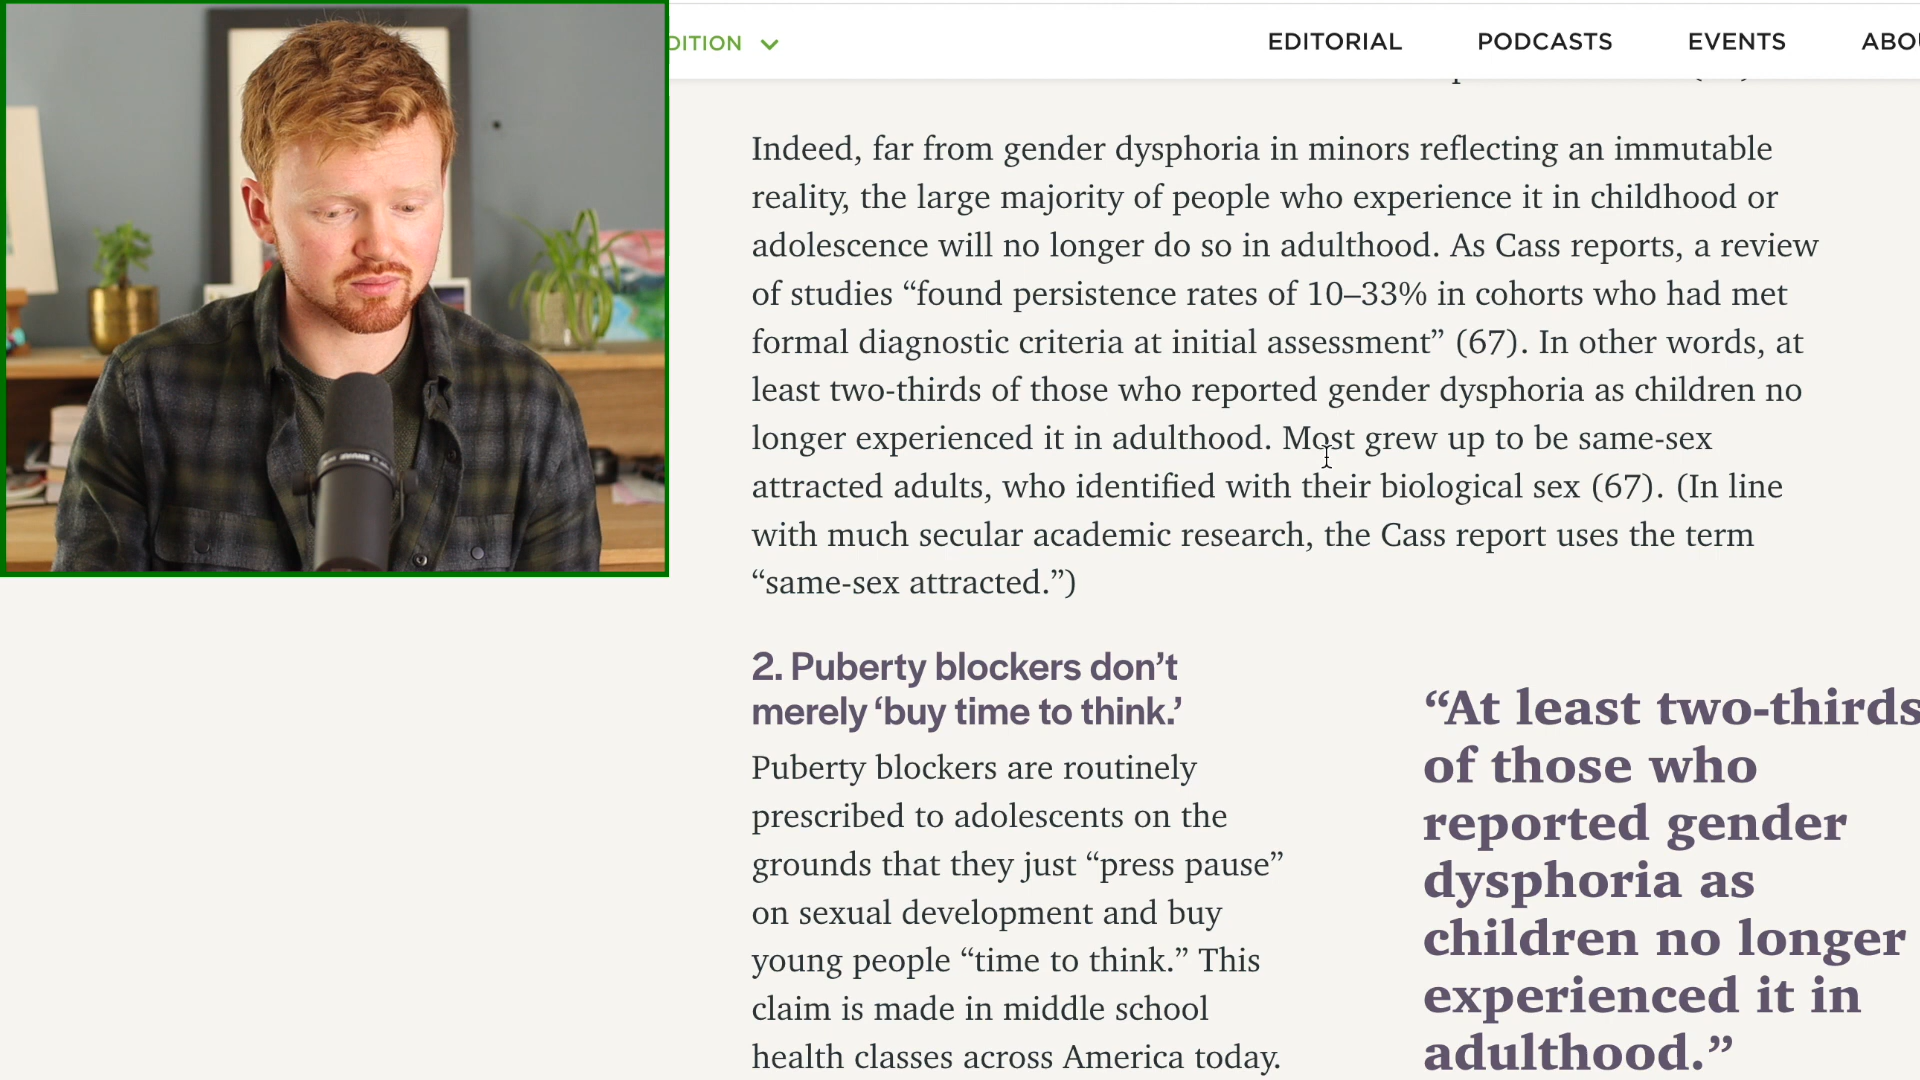 DITION
EDITORIAL
PODCASTS
EVENTS
Indeed, far from gender dysphoria in minors reflecting an immutable
reality, the large majority of people who experience it in childhood or
adolescence will no longer do so in adulthood. As Cass reports, a review
of studies “found persistence rates of 10–33% in cohorts who had met
formal diagnostic criteria at initial assessment” (67). In other words, at
least two-thirds of those who reported gender dysphoria as children no
longer experienced it in adulthood. Most grew up to be same-sex
attracted adults, who identified with their biological sex (67). (In line
with much secular academic research, the Cass report uses the term
“same-sex attracted.”)
2. Puberty blockers don’t
merely ‘buy time to think.’
Puberty blockers are routinely
prescribed to adolescents on the
grounds that they just “press pause”
on sexual development and buy
young people “time to think.” This
claim is made in middle school
health classes across America today.
“At least two-thirds
of those who
reported gender
dysphoria as
children no longer
experienced it in
adulthood.”